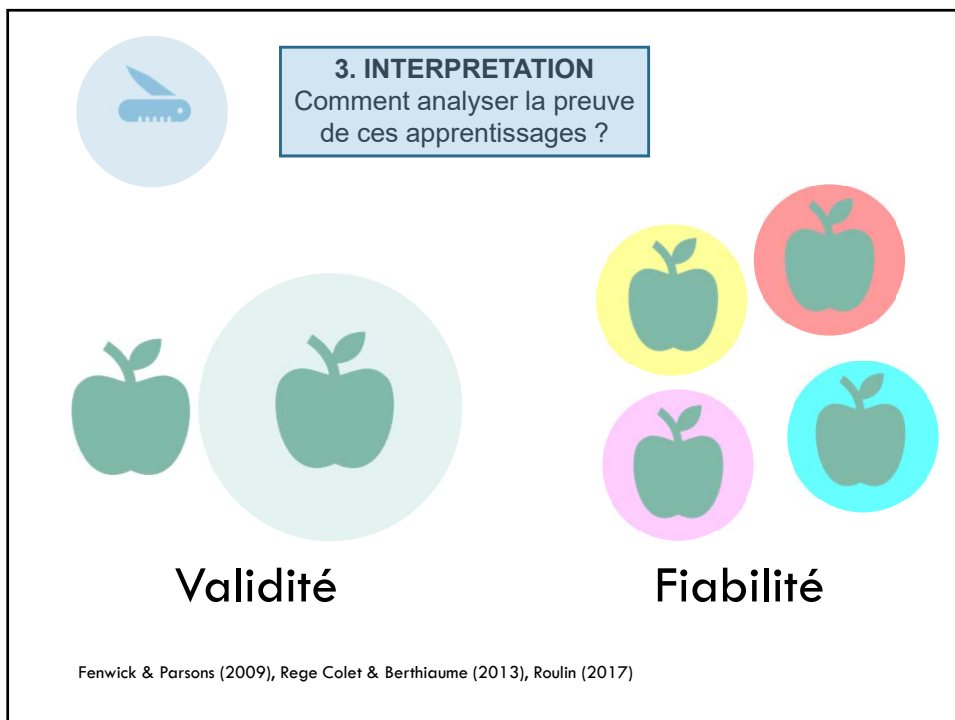 3. INTERPRETATION
Comment analyser la preuve
de ces apprentissages ?
Validité
Fiabilité
Fenwick & Parsons (2009), Rege Colet & Berthiaume (2013), Roulin (2017)